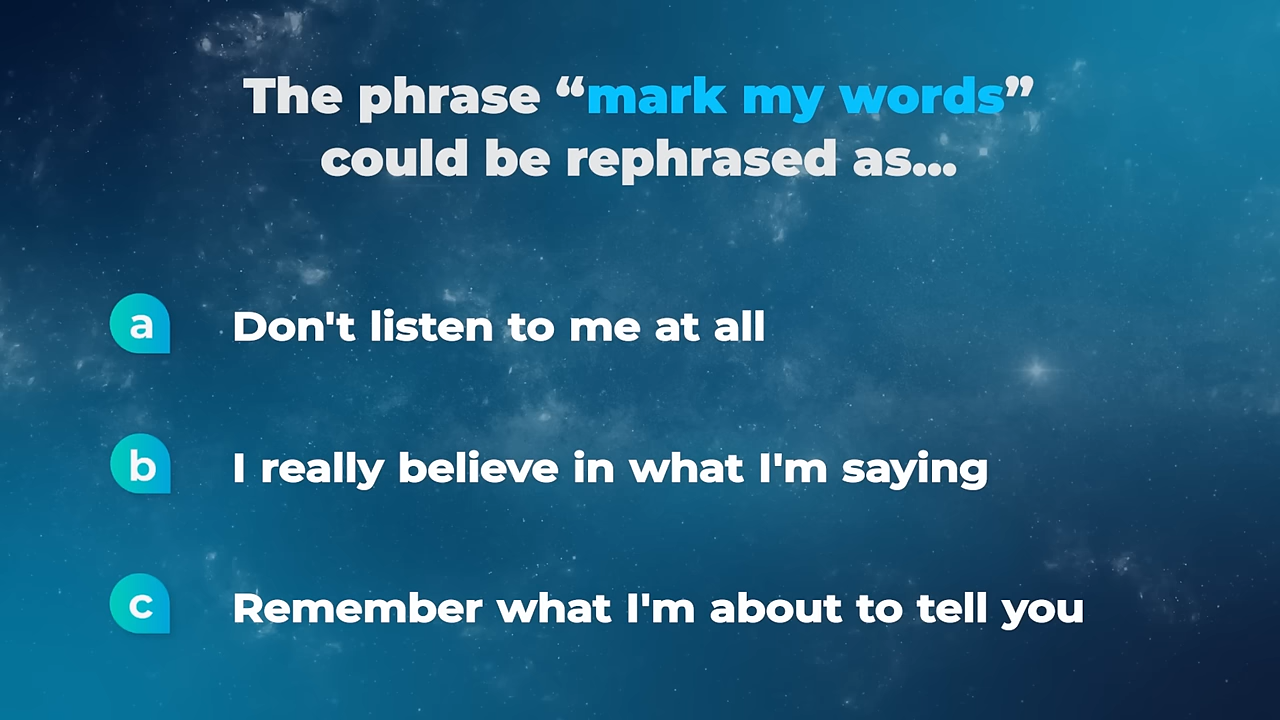 The phrase “mark my words”
could be rephrased as...
a Don't listen to me at all
b I really believe in what I'm saying
c Remember what I'm about to tell you